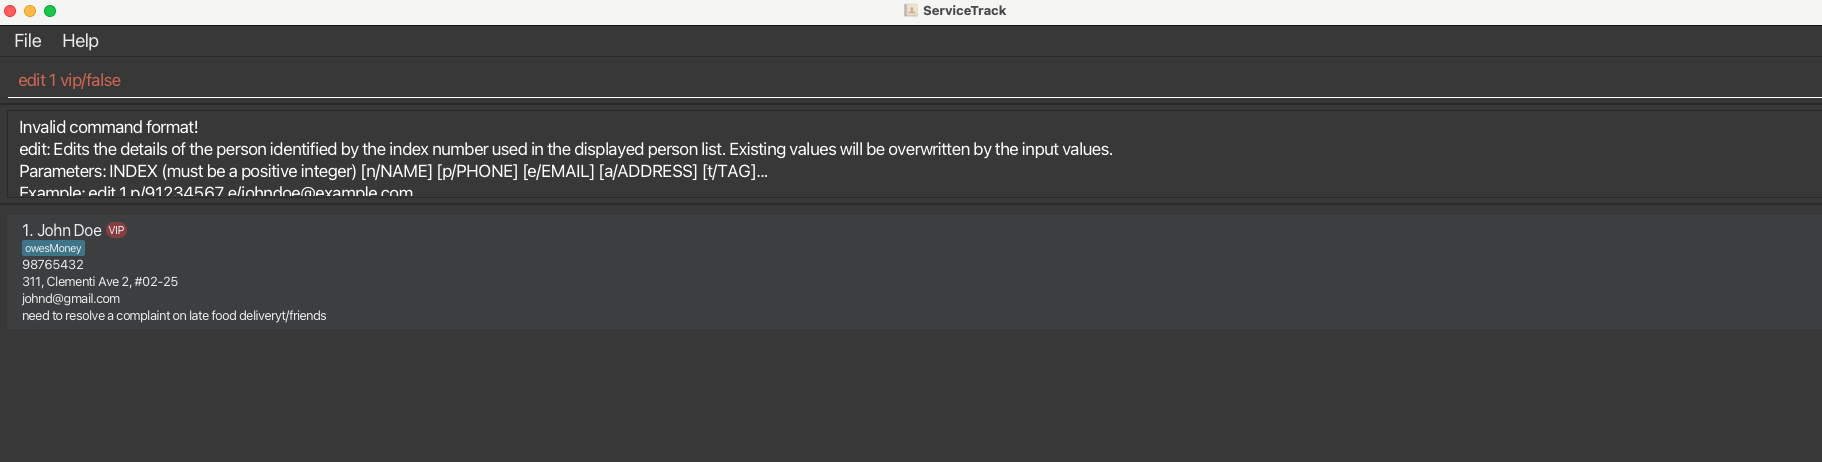 ServiceTrack
File Help
edit 1 vip/false
Invalid command format!
edit: Edits the details of the person identified by the index number used in the displayed person list. Existing values will be overwritten by the input values.
Parameters: INDEX (must be a positive integer) [n/NAME] [p/PHONE] [e/EMAIL] [a/ADDRESS] [t/TAG]...
Example: edit 1 p/91234567 e/johndoe@example.com
1. John Doe VIP
owesMoney
98765432
311, Clementi Ave 2, #02-25
johnd@gmail.com
need to resolve a complaint on late food deliveryt/friends